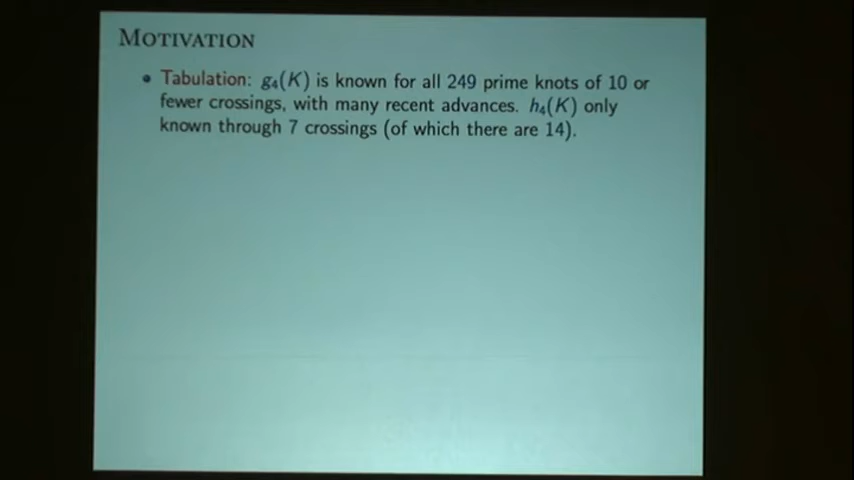 MOTIVATION
• Tabulation: g₄(K) is known for all 249 prime knots of 10 or
fewer crossings, with many recent advances. h₄(K) only
known through 7 crossings (of which there are 14).